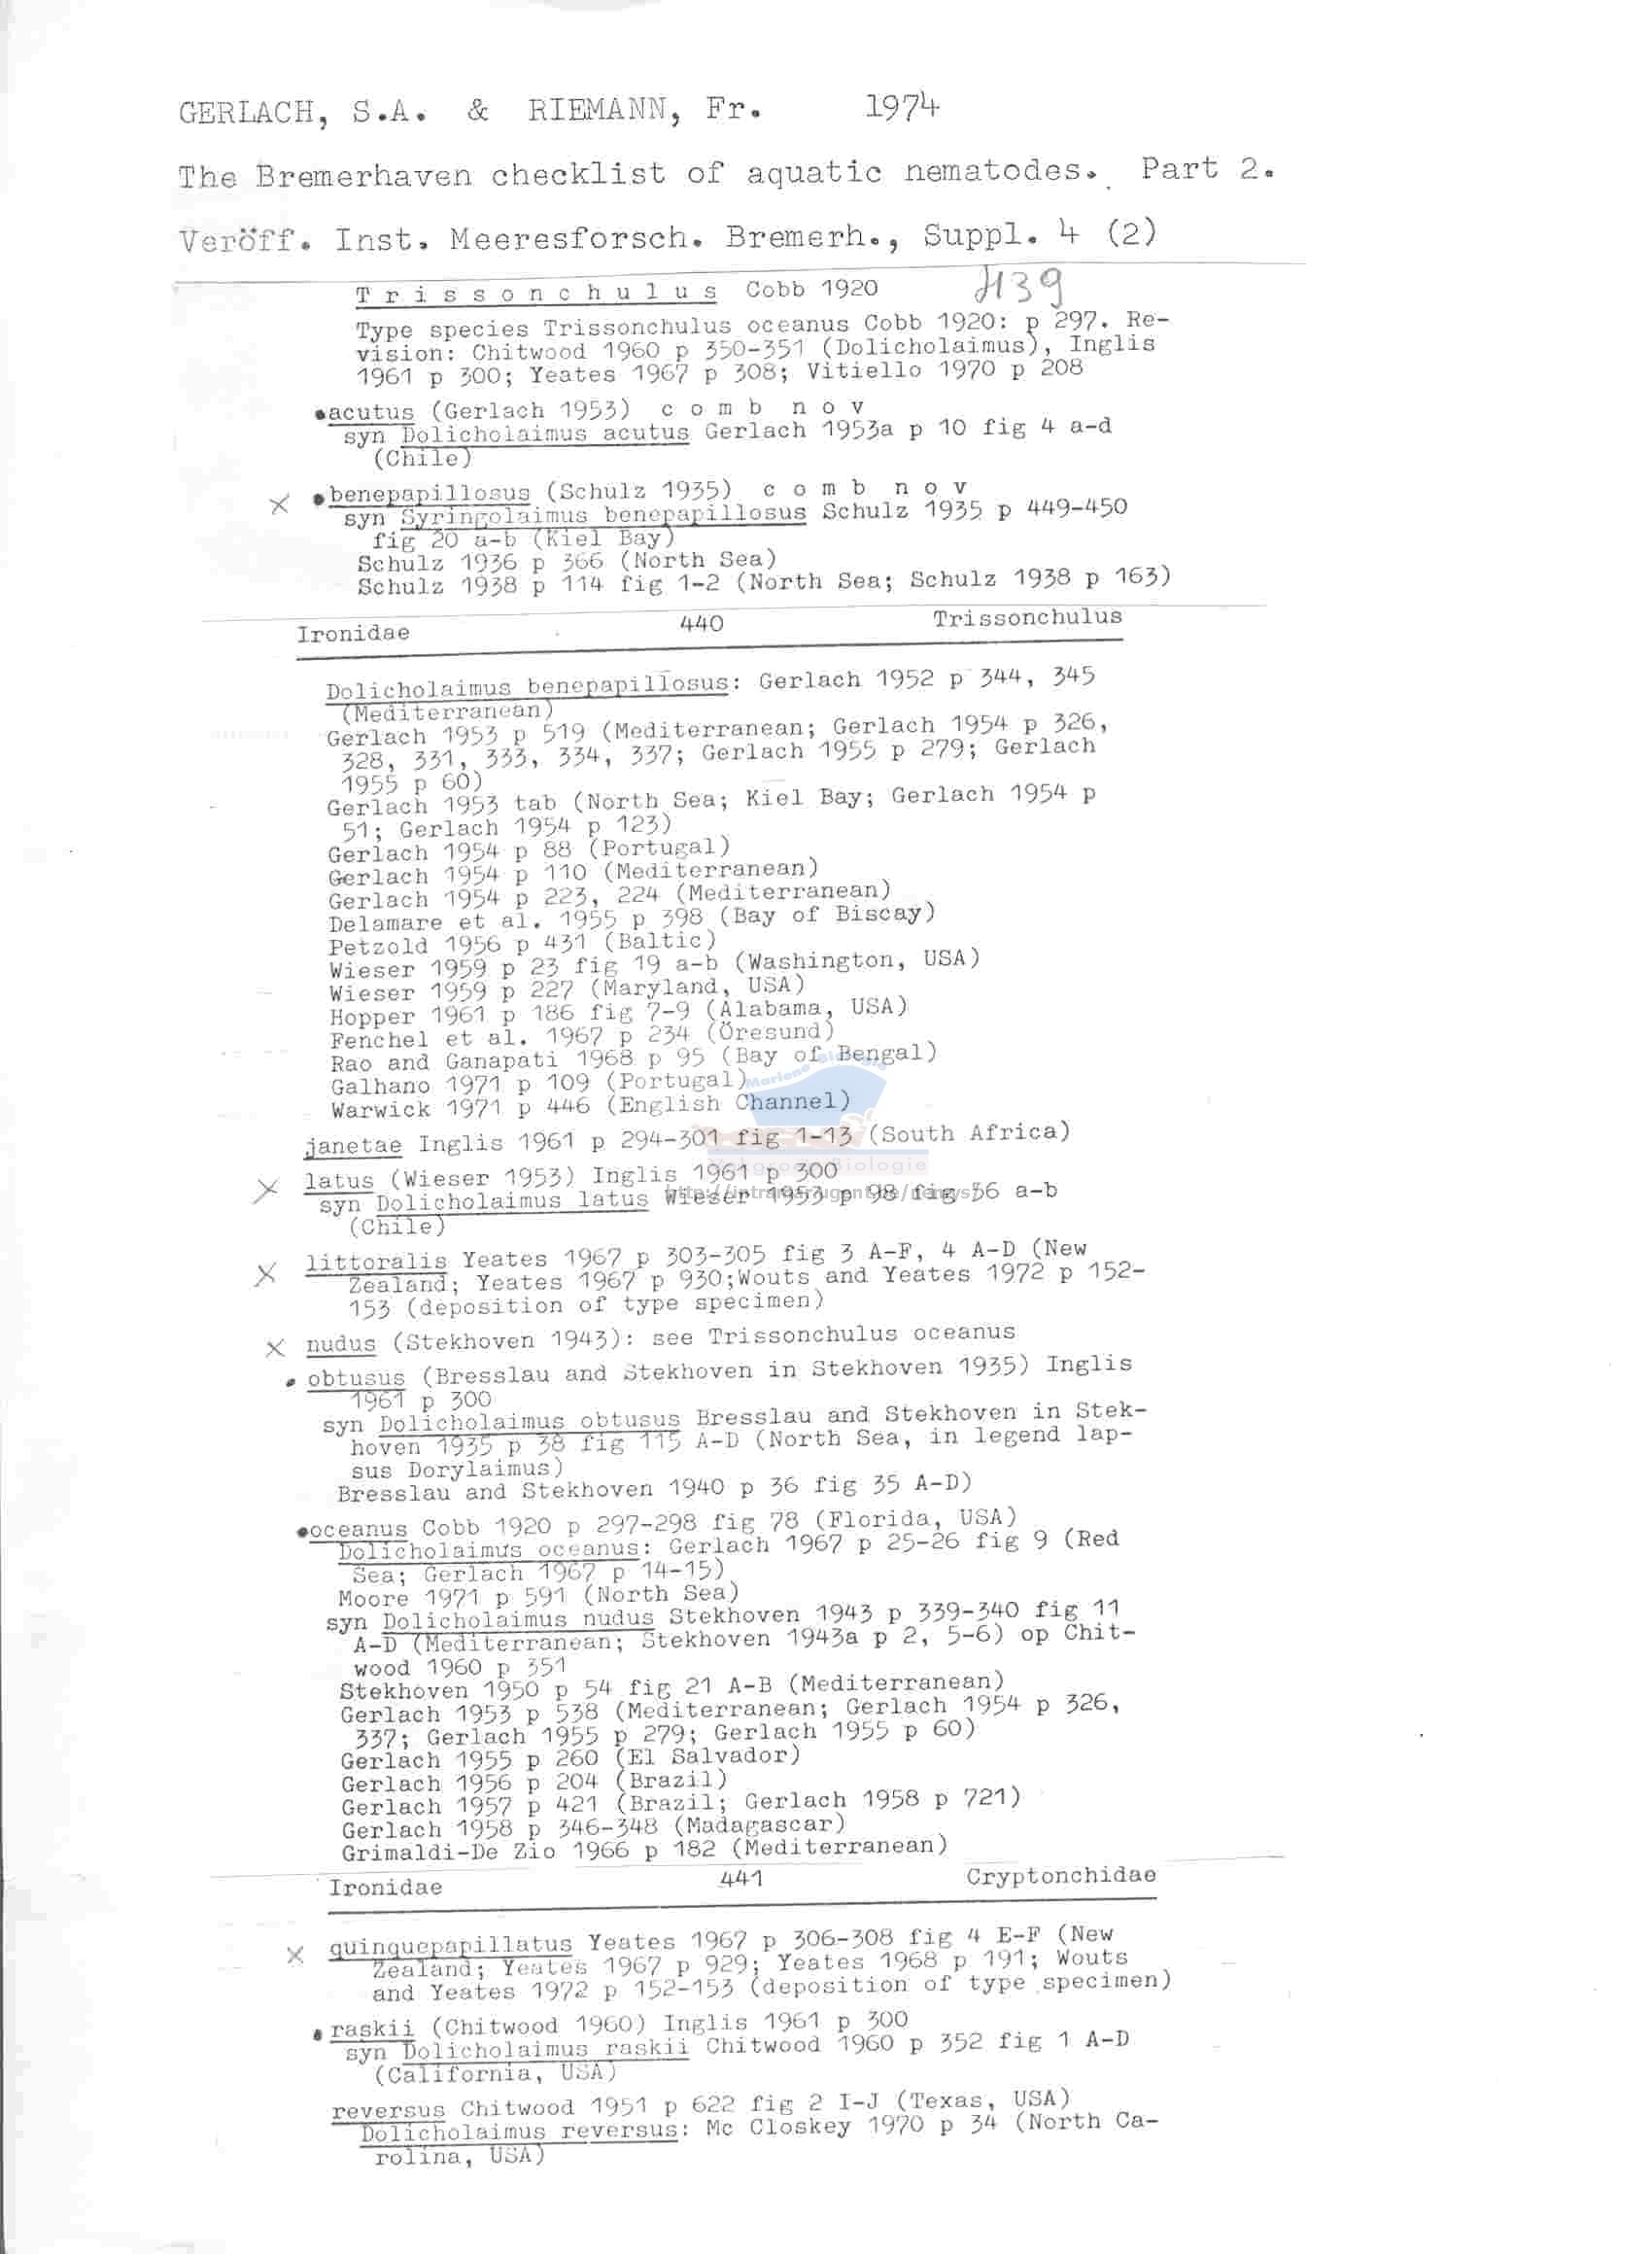 GERLACH, S.A. & RIEMANN, Fr. 1974
The Bremerhaven checklist of aquatic nematodes. Part 2.
Veröff. Inst. Meeresforsch. Bremerh., Suppl. 4 (2)
Trissonchulus Cobb 1920 439
Type species Trissonchulus oceanus Cobb 1920: p 297. Re-
vision: Chitwood 1960 p 350-351 (Dolicholaimus), Inglis
1961 p 300; Yeates 1967 p 308; Vitiello 1970 p 208
•acutus (Gerlach 1953) comb nov
syn Dolicholaimus acutus Gerlach 1953a p 10 fig 4 a-d
(Chile)
× •benepapillosus (Schulz 1935) comb nov
syn Syringolaimus benepapillosus Schulz 1935 p 449-450
fig 20 a-b (Kiel Bay)
Schulz 1936 p 366 (North Sea)
Schulz 1938 p 114 fig 1-2 (North Sea; Schulz 1938 p 163)
Ironidae 440 Trissonchulus
Dolicholaimus benepapillosus: Gerlach 1952 p 344, 345
(Mediterranean)
Gerlach 1953 p 519 (Mediterranean; Gerlach 1954 p 326,
328, 331, 333, 334, 337; Gerlach 1955 p 279; Gerlach
1955 p 60)
Gerlach 1953 tab (North Sea; Kiel Bay; Gerlach 1954 p
51; Gerlach 1954 p 123)
Gerlach 1954 p 88 (Portugal)
Gerlach 1954 p 110 (Mediterranean)
Gerlach 1954 p 223, 224 (Mediterranean)
Delamare et al. 1955 p 398 (Bay of Biscay)
Petzold 1956 p 431 (Baltic)
Wieser 1959 p 23 fig 19 a-b (Washington, USA)
Wieser 1959 p 227 (Maryland, USA)
Hopper 1961 p 186 fig 7-9 (Alabama, USA)
Fenchel et al. 1967 p 234 (Öresund)
Rao and Ganapati 1968 p 95 (Bay of Bengal)
Galhano 1971 p 109 (Portugal)
Warwick 1971 p 446 (English Channel)
janetae Inglis 1961 p 294-301 fig 1-13 (South Africa)
× latus (Wieser 1953) Inglis 1961 p 300
syn Dolicholaimus latus Wieser 1953 p 98 fig 36 a-b
(Chile)
× littoralis Yeates 1967 p 303-305 fig 3 A-F, 4 A-D (New
Zealand; Yeates 1967 p 930;Wouts and Yeates 1972 p 152-
153 (deposition of type specimen)
× nudus (Stekhoven 1943): see Trissonchulus oceanus
• obtusus (Bresslau and Stekhoven in Stekhoven 1935) Inglis
1961 p 300
syn Dolicholaimus obtusus Bresslau and Stekhoven in Stek-
hoven 1935 p 38 fig 115 A-D (North Sea, in legend lap-
sus Dorylaimus)
Bresslau and Stekhoven 1940 p 36 fig 35 A-D)
•oceanus Cobb 1920 p 297-298 fig 78 (Florida, USA)
Dolicholaimus oceanus: Gerlach 1967 p 25-26 fig 9 (Red
Sea; Gerlach 1967 p 14-15)
Moore 1971 p 591 (North Sea)
syn Dolicholaimus nudus Stekhoven 1943 p 339-340 fig 11
A-D (Mediterranean; Stekhoven 1943a p 2, 5-6) op Chit-
wood 1960 p 351
Stekhoven 1950 p 54 fig 21 A-B (Mediterranean)
Gerlach 1953 p 538 (Mediterranean; Gerlach 1954 p 326,
337; Gerlach 1955 p 279; Gerlach 1955 p 60)
Gerlach 1955 p 260 (El Salvador)
Gerlach 1956 p 204 (Brazil)
Gerlach 1957 p 421 (Brazil; Gerlach 1958 p 721)
Gerlach 1958 p 346-348 (Madagascar)
Grimaldi-De Zio 1966 p 182 (Mediterranean)
Ironidae 441 Cryptonchidae
× quinquepapillatus Yeates 1967 p 306-308 fig 4 E-F (New
Zealand; Yeates 1967 p 929; Yeates 1968 p 191; Wouts
and Yeates 1972 p 152-153 (deposition of type specimen)
• raskii (Chitwood 1960) Inglis 1961 p 300
syn Dolicholaimus raskii Chitwood 1960 p 352 fig 1 A-D
(California, USA)
reversus Chitwood 1951 p 622 fig 2 I-J (Texas, USA)
Dolicholaimus reversus: Mc Closkey 1970 p 34 (North Ca-
rolina, USA)